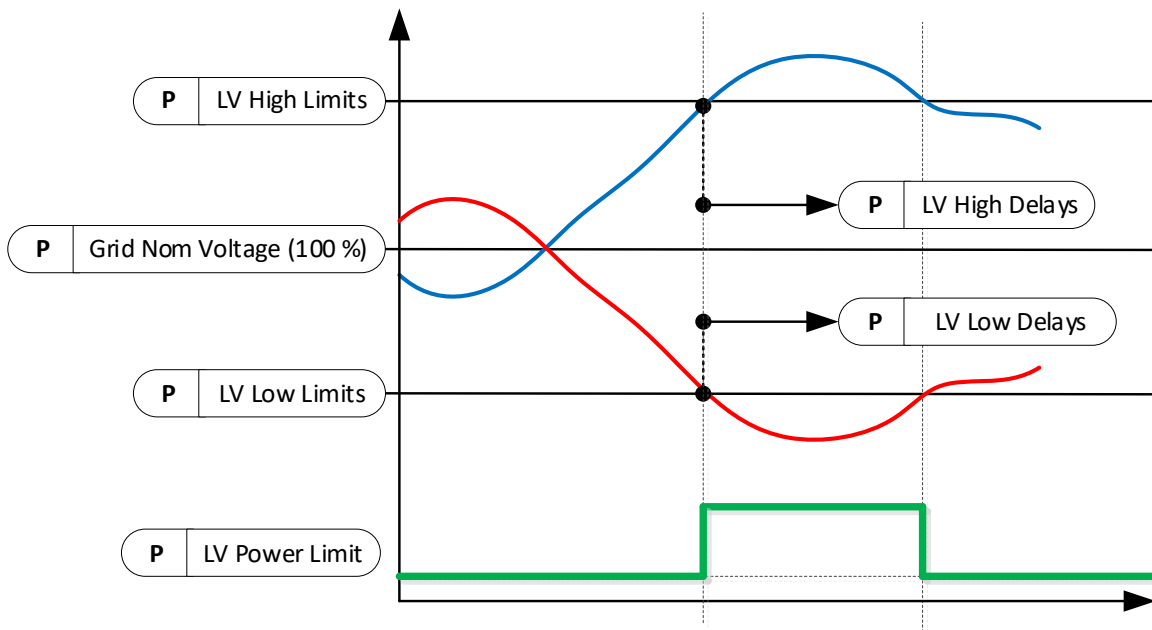 P LV High Limits
P LV High Delays
P Grid Nom Voltage (100 %)
P LV Low Delays
P LV Low Limits
P LV Power Limit